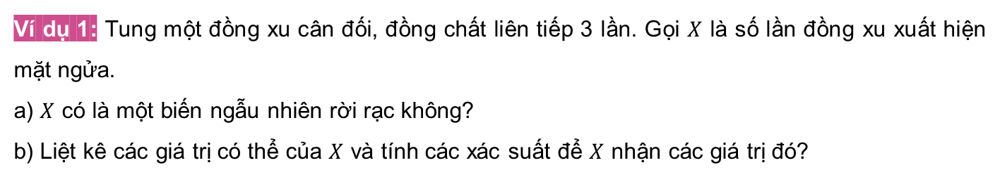 Ví dụ 1: Tung một đồng xu cân đối, đồng chất liên tiếp 3 lần. Gọi X là số lần đồng xu xuất hiện
mặt ngửa.
a) X có là một biến ngẫu nhiên rời rạc không?
b) Liệt kê các giá trị có thể của X và tính các xác suất để X nhận các giá trị đó?